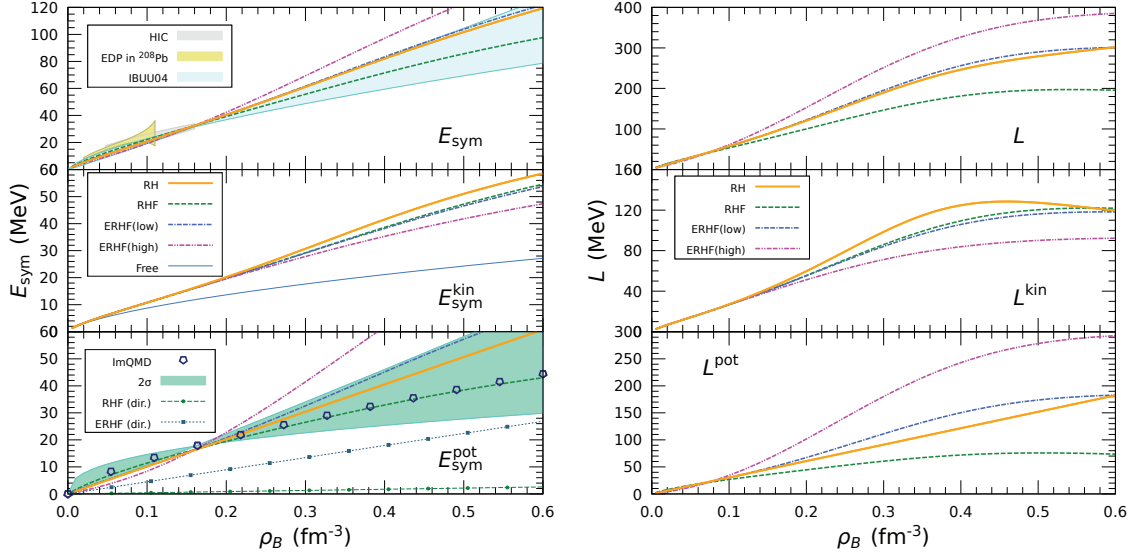 120
100
80
60
40
20
60
HIC
EDP in ²⁰⁸Pb
IBUU04
E_sym
50
40
30
20
10
60
RH
RHF
ERHF(low)
ERHF(high)
Free
E_sym^kin
50
40
30
20
10
0
ImQMD
2σ
RHF (dir.)
ERHF (dir.)
E_sym^pot
0.0 0.1 0.2 0.3 0.4 0.5 0.6
ρ_B (fm⁻³)
E_sym (MeV)
400
300
200
100
160
L
120
80
40
300
RH
RHF
ERHF(low)
ERHF(high)
L^kin
250
200
150
100
50
0
L^pot
0.0 0.1 0.2 0.3 0.4 0.5 0.6
ρ_B (fm⁻³)
L (MeV)